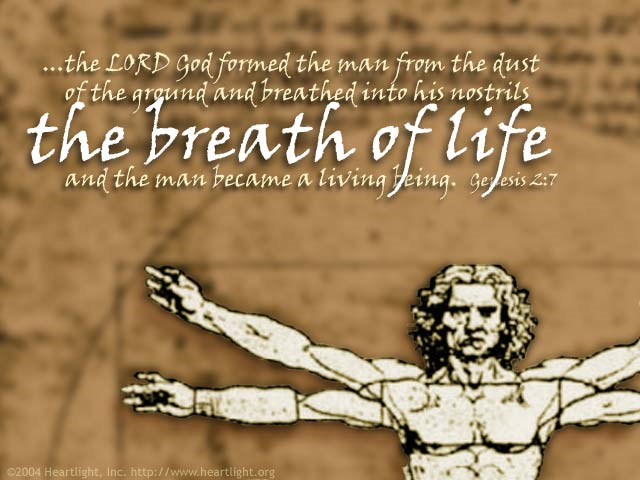 ...the LORD God formed the man from the dust
of the ground and breathed into his nostrils
the breath of life
and the man became a living being. Genesis 2:7
©2004 Heartlight, Inc. http://www.heartlight.org